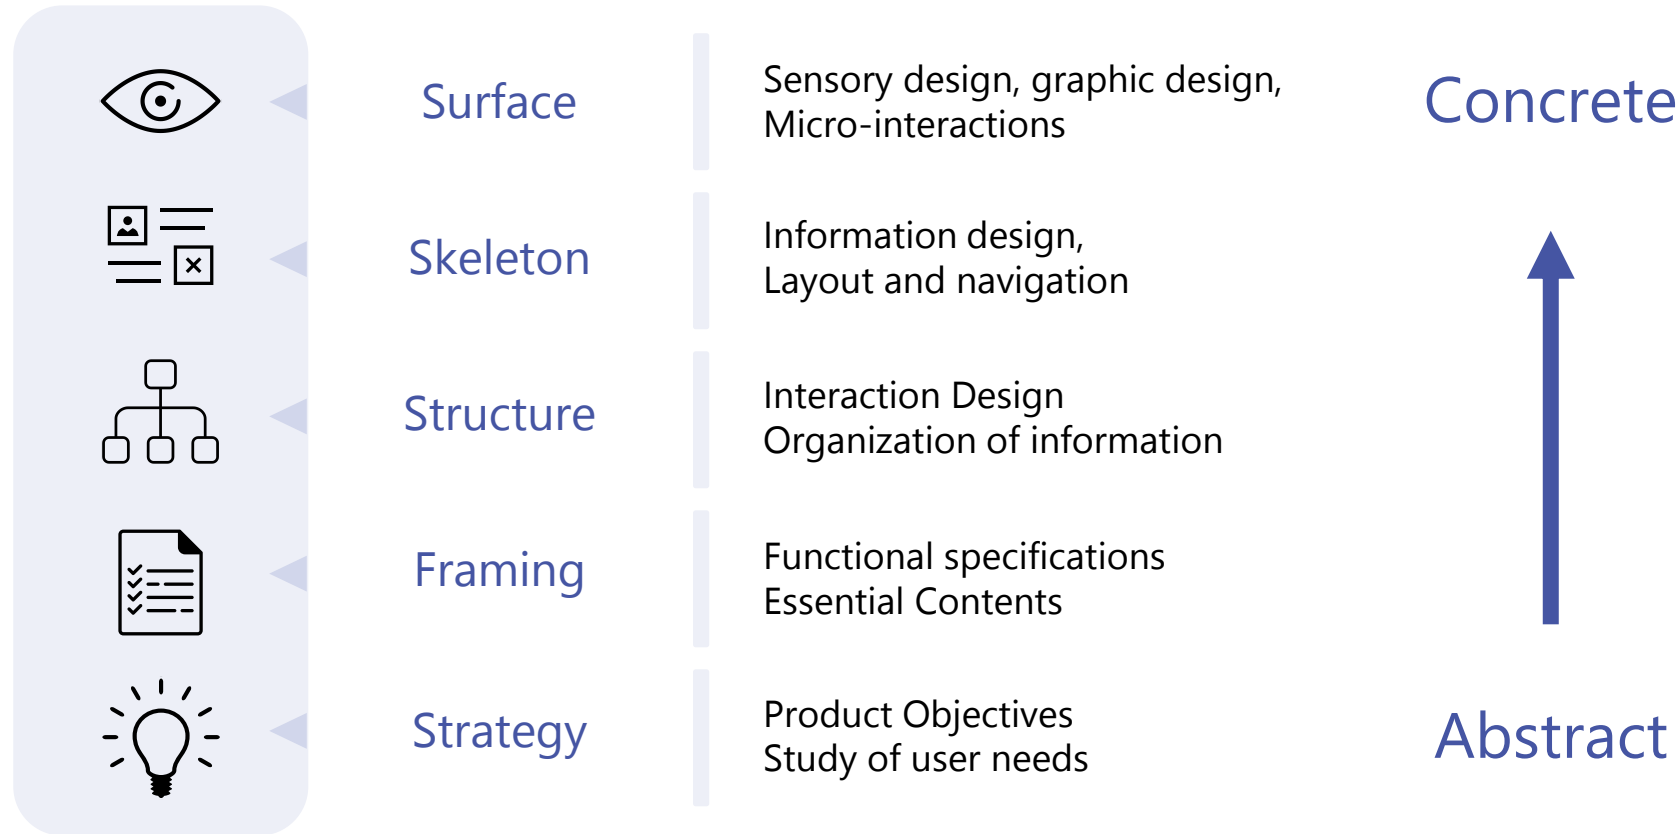 Surface
Sensory design, graphic design,
Micro-interactions
Concrete
Skeleton
Information design,
Layout and navigation
Structure
Interaction Design
Organization of information
Framing
Functional specifications
Essential Contents
Strategy
Product Objectives
Study of user needs
Abstract